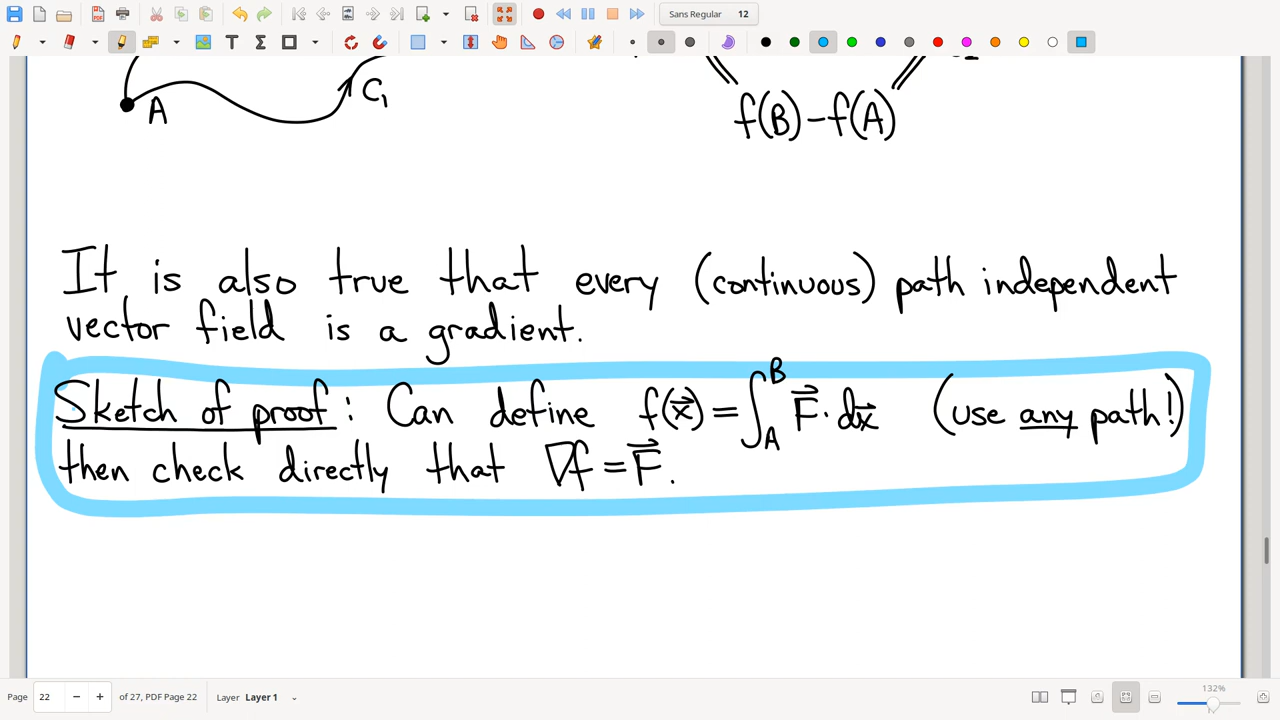 Sans Regular 12
A
C₁
f(B)-f(A)
It is also true that every (continuous) path independent
vector field is a gradient.
Sketch of proof: Can define f(x⃗) = ∫_A^B F⃗·dx⃗ (use any path!)
then check directly that ∇f = F⃗.
Page 22 of 27, PDF Page 22 Layer Layer 1 132%